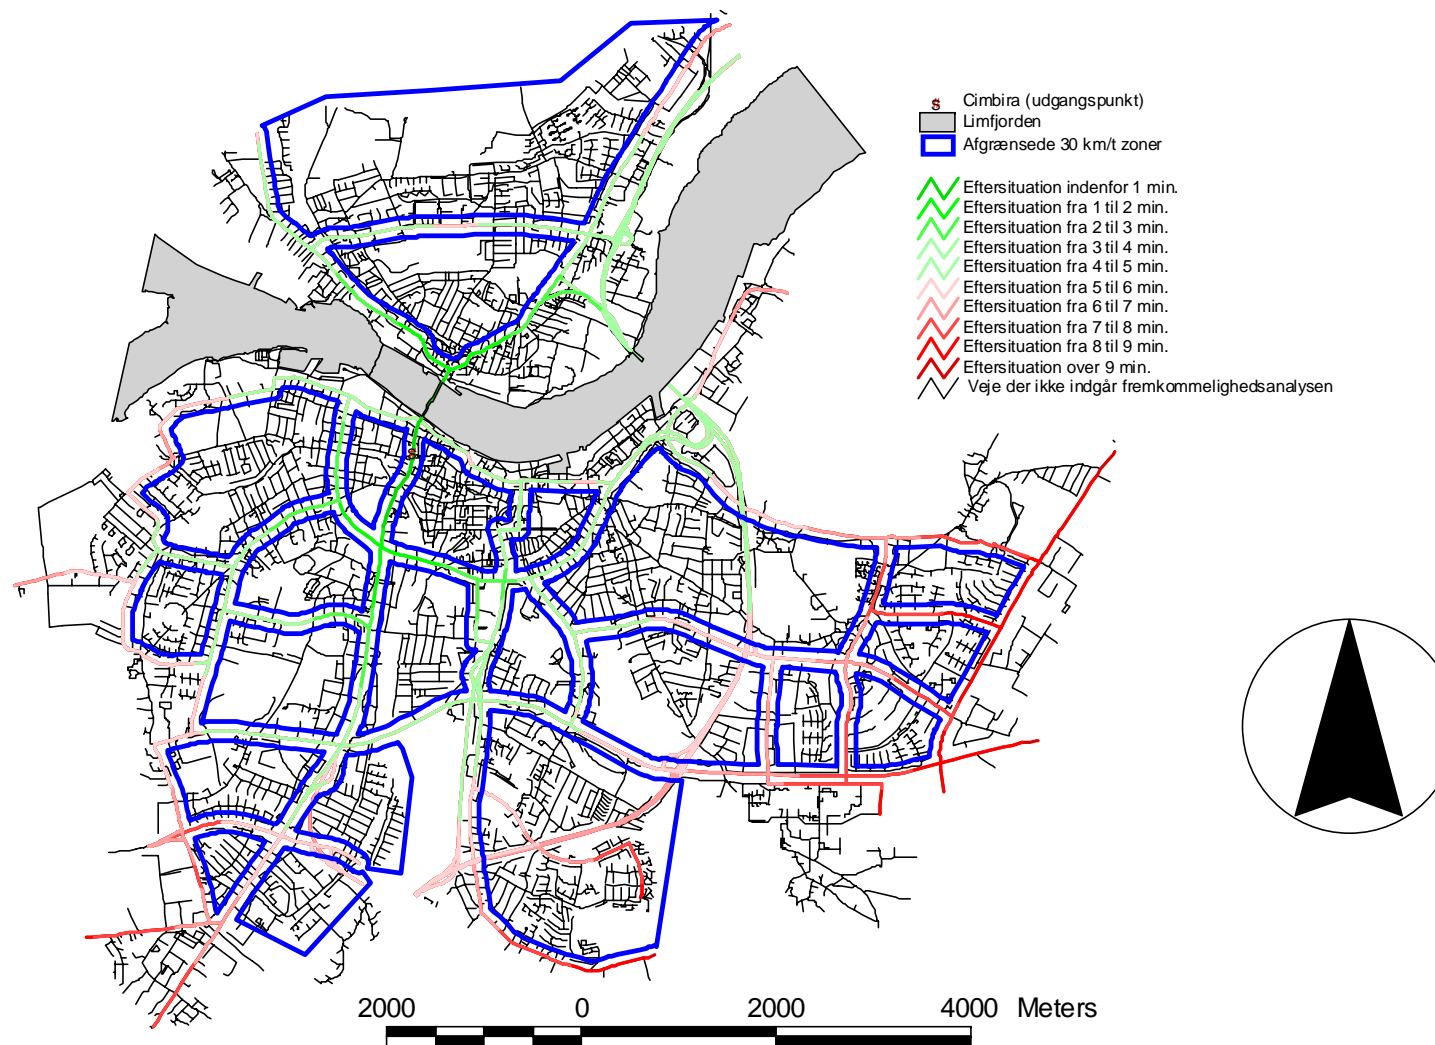 $ Cimbira (udgangspunkt)
Limfjorden
Afgrænsede 30 km/t zoner
Eftersituation indenfor 1 min.
Eftersituation fra 1 til 2 min.
Eftersituation fra 2 til 3 min.
Eftersituation fra 3 til 4 min.
Eftersituation fra 4 til 5 min.
Eftersituation fra 5 til 6 min.
Eftersituation fra 6 til 7 min.
Eftersituation fra 7 til 8 min.
Eftersituation fra 8 til 9 min.
Eftersituation over 9 min.
Veje der ikke indgår fremkommelighedsanalysen
$
2000 0 2000 4000 Meters